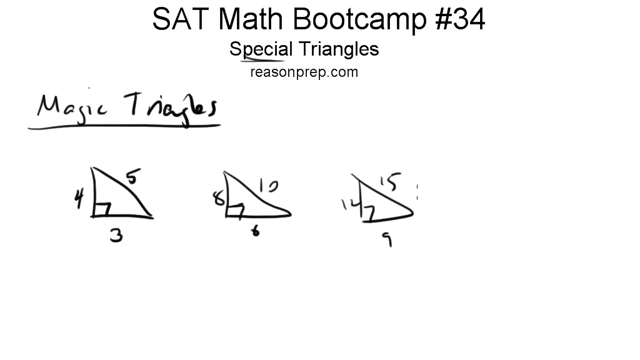 SAT Math Bootcamp #34
Special Triangles
reasonprep.com
Magic Triangles
4 5 3
8 10 6
12 15 9